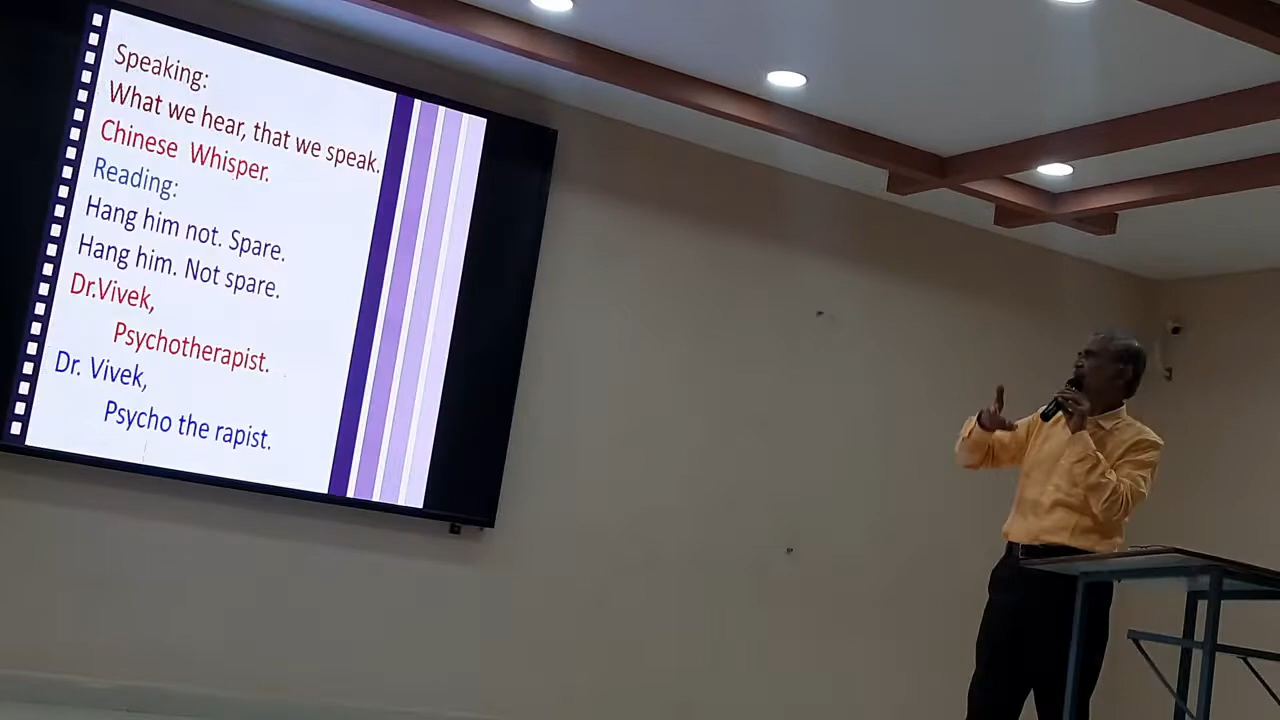 Speaking:
What we hear, that we speak.
Chinese Whisper.
Reading:
Hang him not. Spare.
Hang him. Not spare.
Dr.Vivek,
Psychotherapist.
Dr. Vivek,
Psycho the rapist.